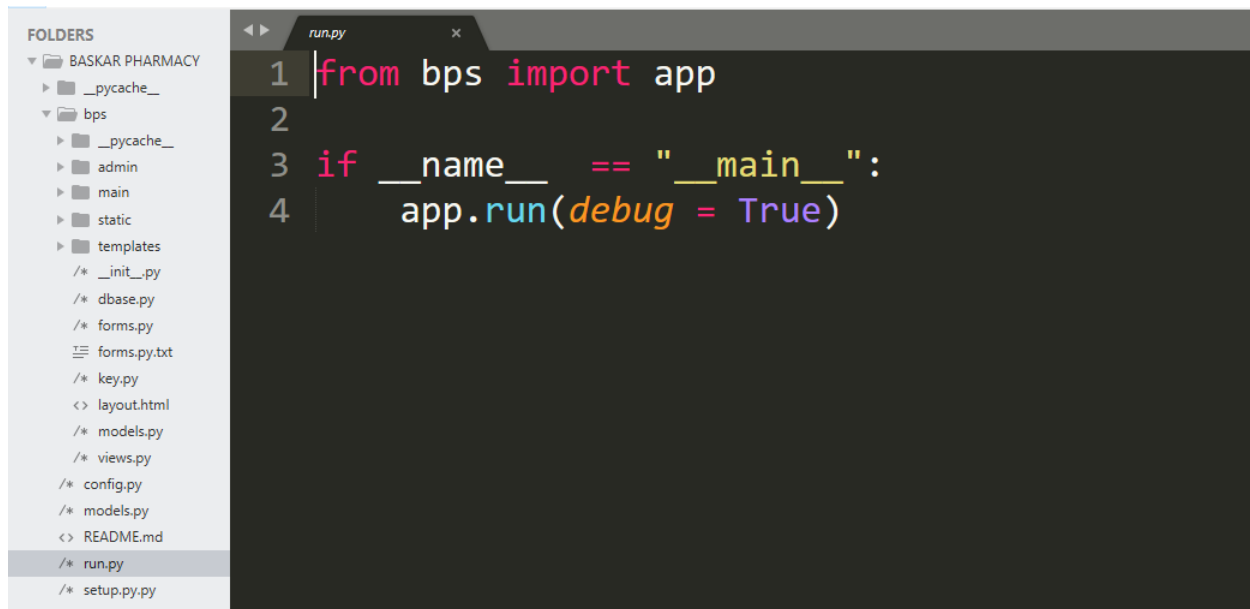 FOLDERS
BASKAR PHARMACY
__pycache__
bps
__pycache__
admin
main
static
templates
/* __init__.py
/* dbase.py
/* forms.py
forms.py.txt
/* key.py
<> layout.html
/* models.py
/* views.py
/* config.py
/* models.py
<> README.md
/* run.py
/* setup.py.py
run.py ×
1 from bps import app
2
3 if __name__ == "__main__":
4 app.run(debug = True)